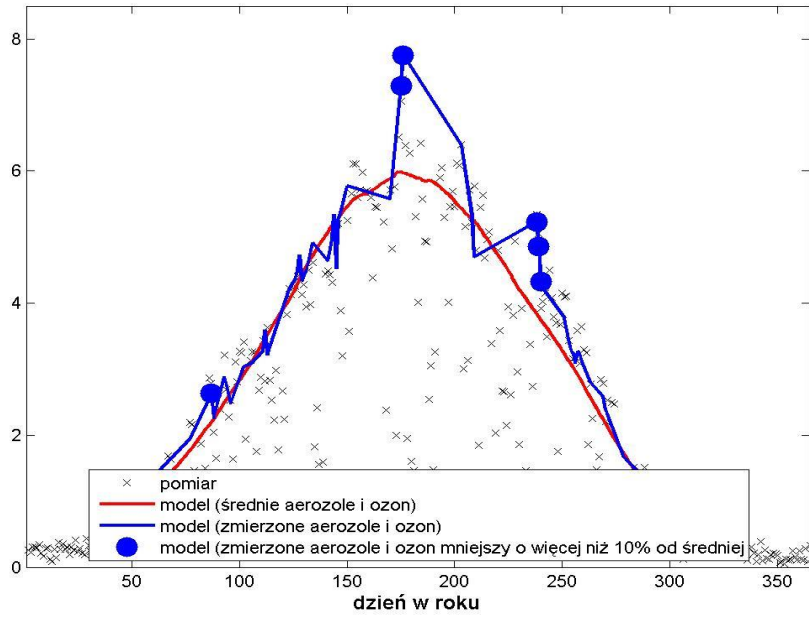 8
6
4
2
0
pomiar
model (średnie aerozole i ozon)
model (zmierzone aerozole i ozon)
model (zmierzone aerozole i ozon mniejszy o więcej niż 10% od średniej
50 100 150 200 250 300 350
dzień w roku